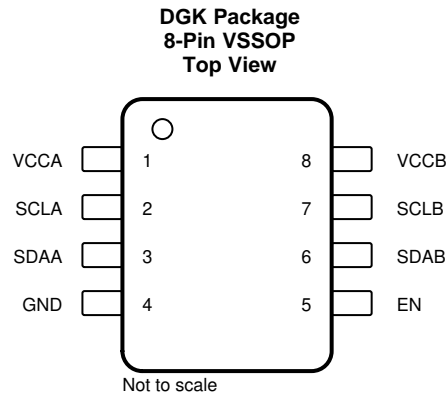 DGK Package
8-Pin VSSOP
Top View
VCCA 1 8 VCCB
SCLA 2 7 SCLB
SDAA 3 6 SDAB
GND 4 5 EN
Not to scale